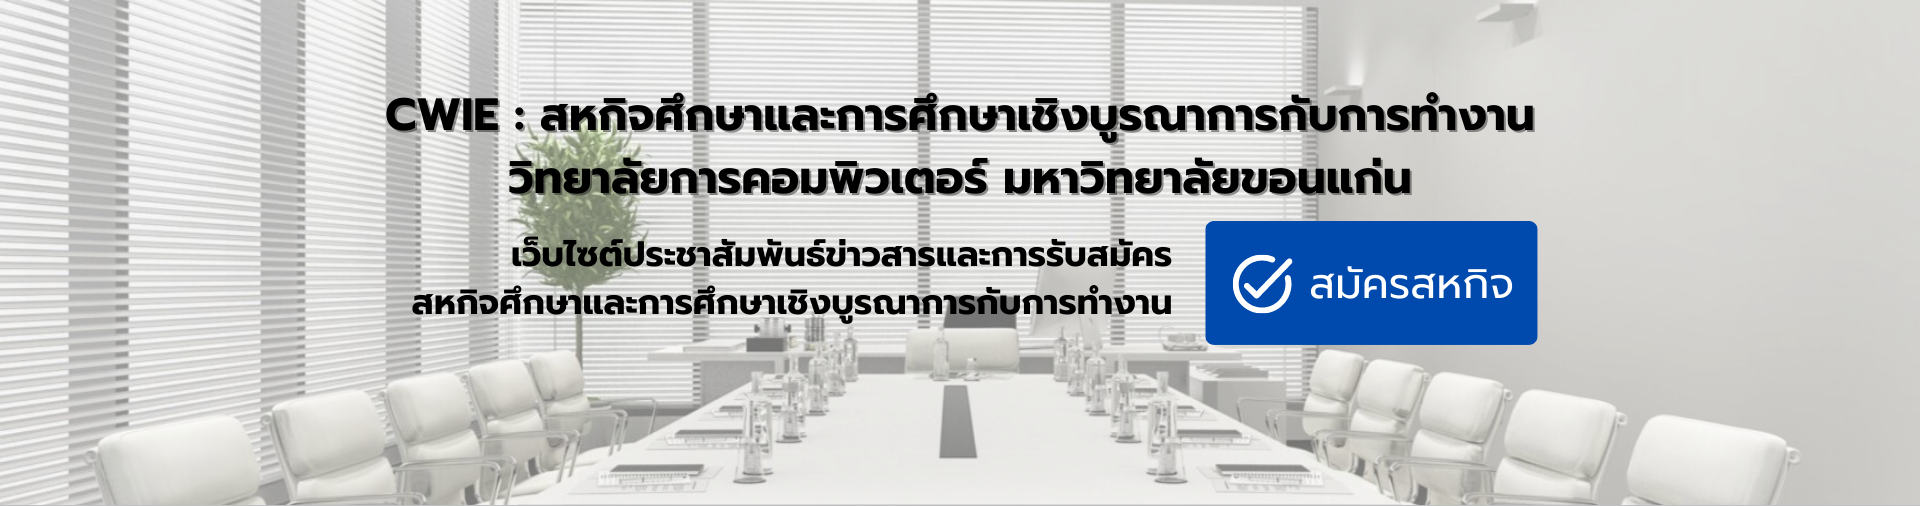 CWIE : สหกิจศึกษาและการศึกษาเชิงบูรณาการกับการทำงาน
วิทยาลัยการคอมพิวเตอร์ มหาวิทยาลัยขอนแก่น
เว็บไซต์ประชาสัมพันธ์ข่าวสารและการรับสมัคร
สหกิจศึกษาและการศึกษาเชิงบูรณาการกับการทำงาน
สมัครสหกิจ